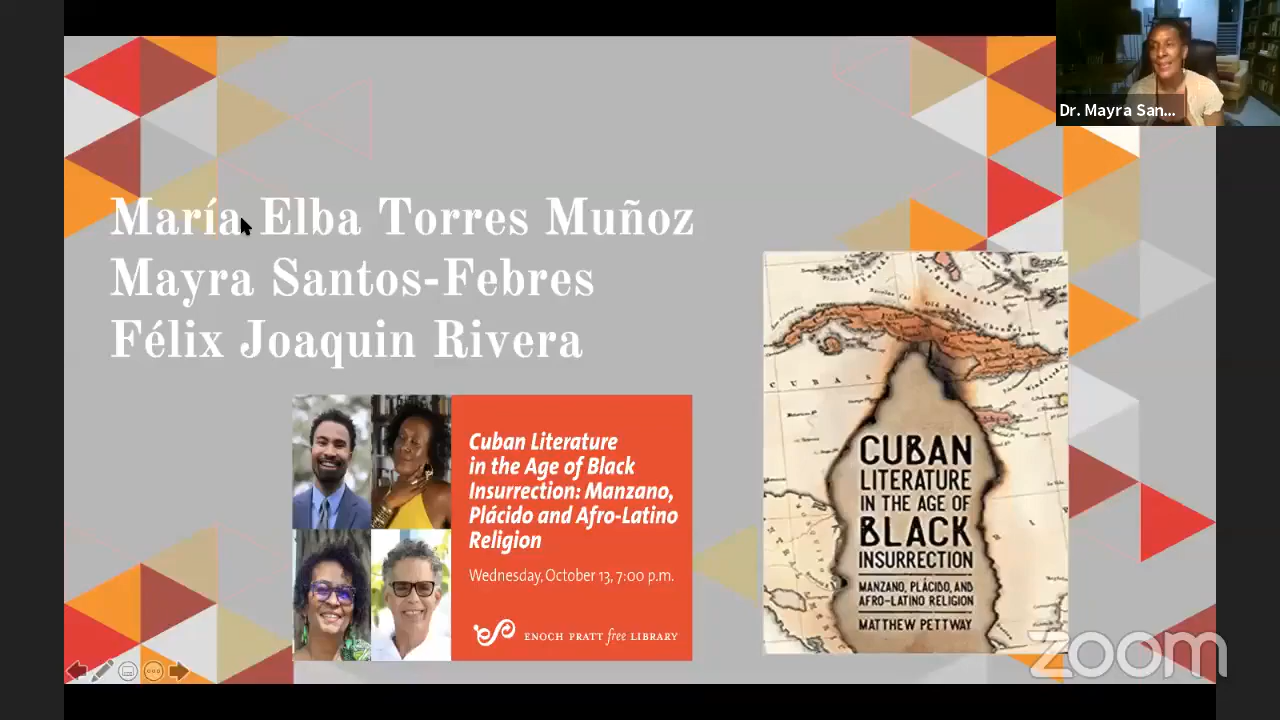 Dr. Mayra San...
María Elba Torres Muñoz
Mayra Santos-Febres
Félix Joaquin Rivera
Cuban Literature
in the Age of Black
Insurrection: Manzano,
Plácido and Afro-Latino
Religion
Wednesday, October 13, 7:00 p.m.
ENOCH PRATT free LIBRARY
CUBAS
CUBAN
LITERATURE
IN THE AGE OF
BLACK
INSURRECTION
MANZANO, PLÁCIDO, AND
AFRO-LATINO RELIGION
MATTHEW PETTWAY
zoom